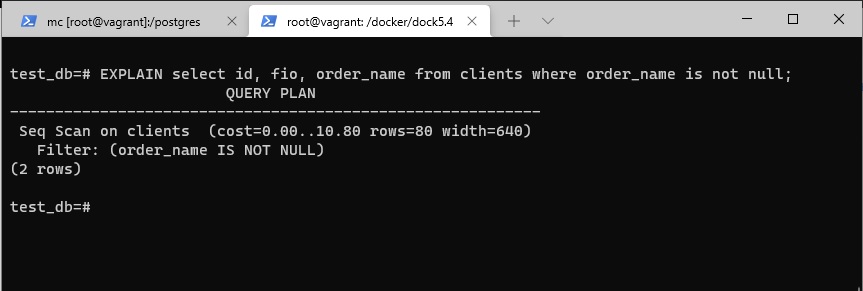 mc [root@vagrant]:/postgres
root@vagrant: /docker/dock5.4
test_db=# EXPLAIN select id, fio, order_name from clients where order_name is not null;
QUERY PLAN
------------------------------------------------------------
Seq Scan on clients  (cost=0.00..10.80 rows=80 width=640)
Filter: (order_name IS NOT NULL)
(2 rows)
test_db=#